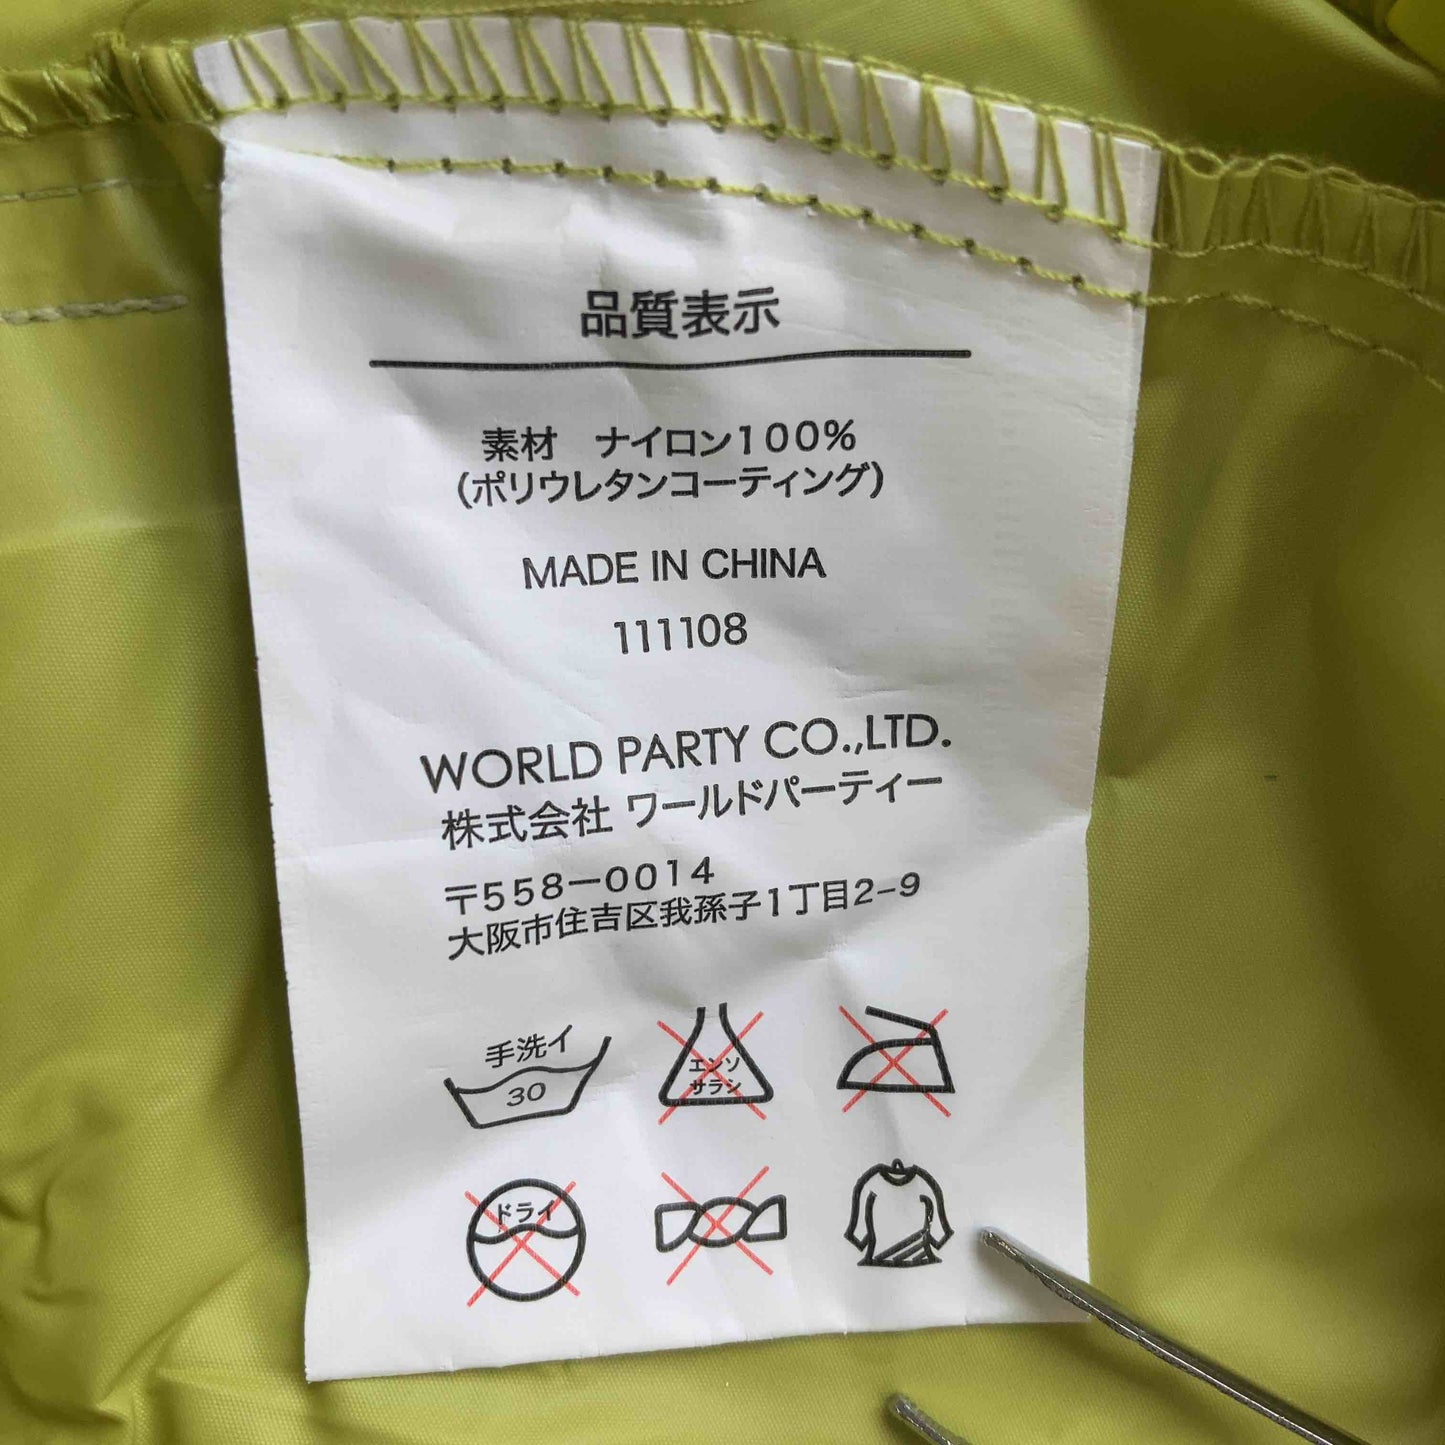 品質表示
素材　ナイロン100%
(ポリウレタンコーティング)
MADE IN CHINA
111108
WORLD PARTY CO.,LTD.
株式会社 ワールドパーティー
〒558-0014
大阪市住吉区我孫子1丁目2-9
手洗イ
30
エンソ
サラシ
ドライ